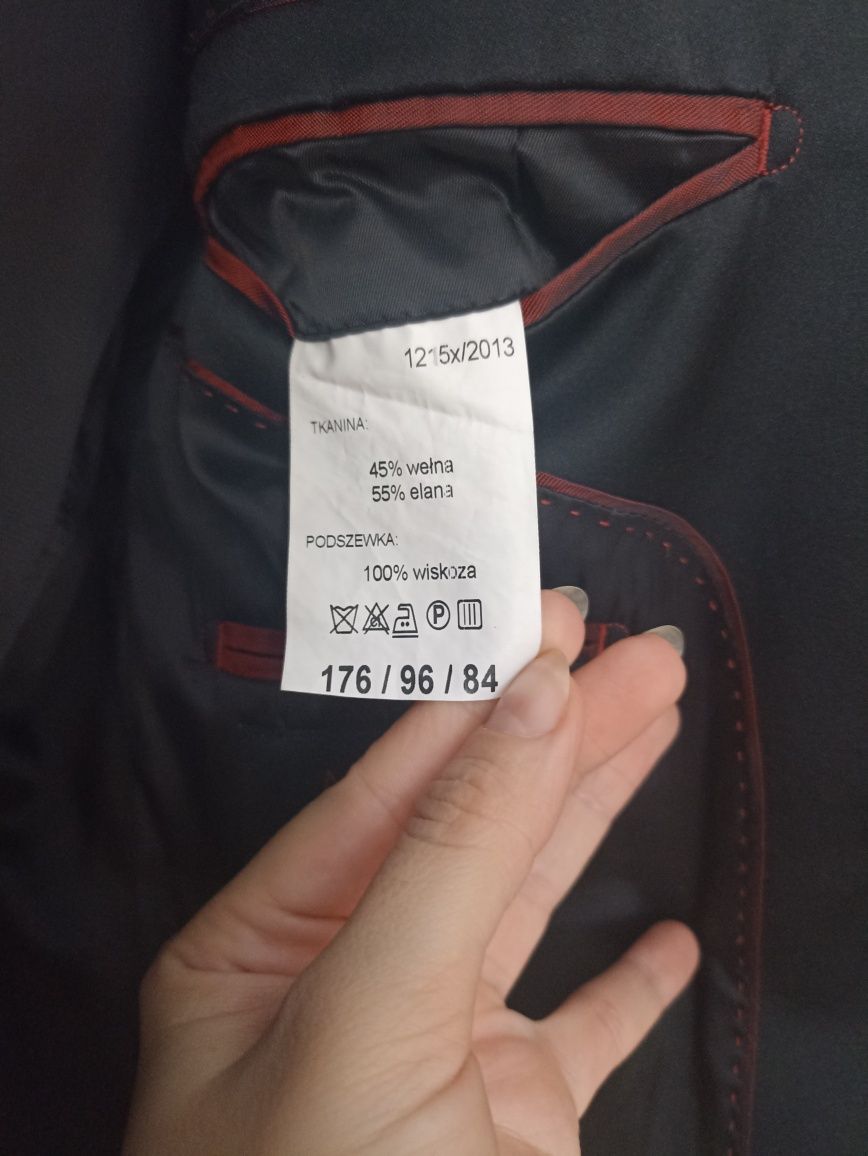 1215x/2013
TKANINA:
45% wełna
55% elana
PODSZEWKA:
100% wiskoza
P
176 / 96 / 84